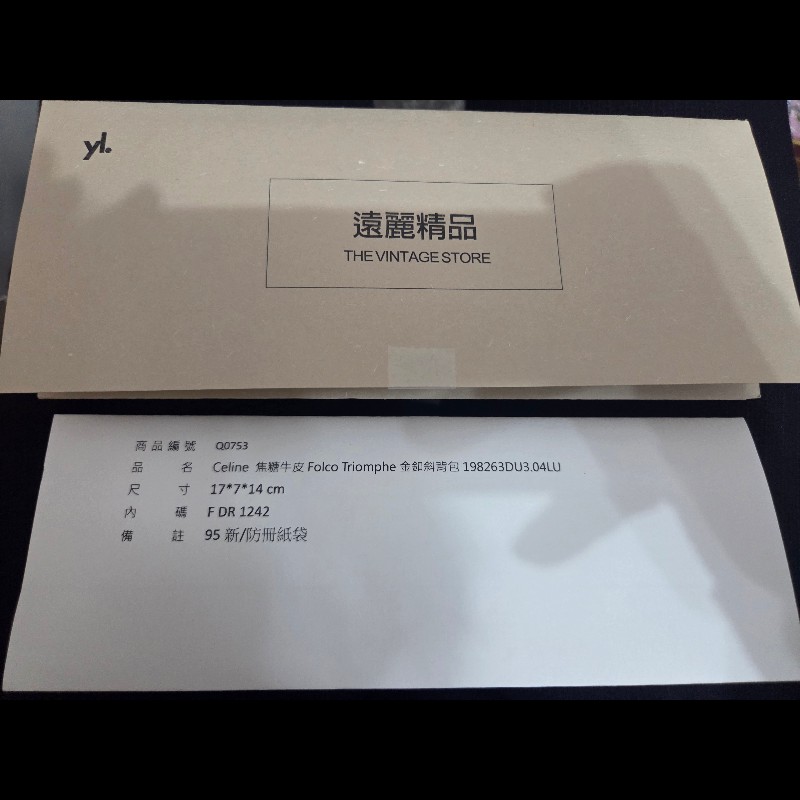 yl.
遠麗精品
THE VINTAGE STORE
商品編號 Q0753
品名 Celine 焦糖牛皮 Folco Triomphe 金釦斜背包 198263DU3.04LU
尺寸 17*7*14 cm
內碼 F DR 1242
備註 95 新/防冊紙袋